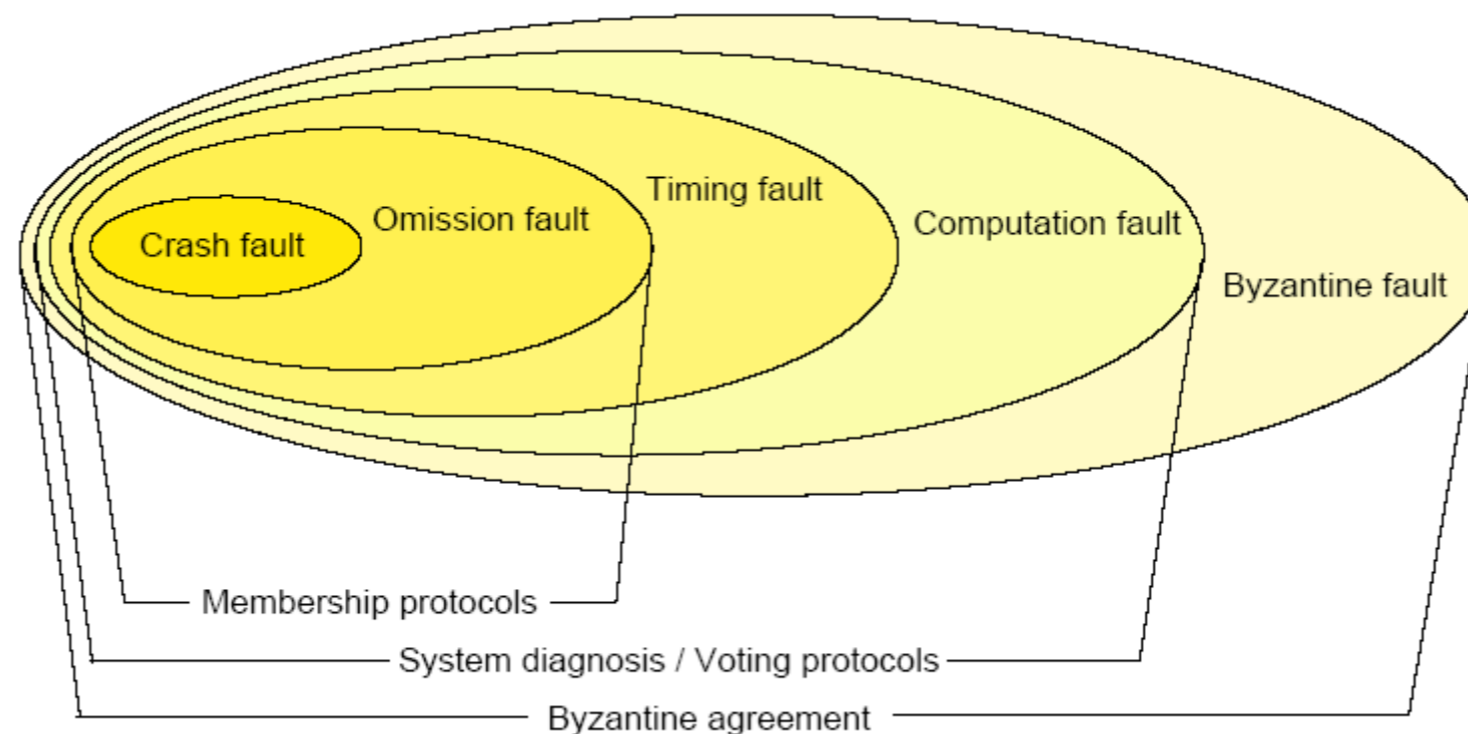 Crash fault
Omission fault
Timing fault
Computation fault
Byzantine fault
Membership protocols
System diagnosis / Voting protocols
Byzantine agreement